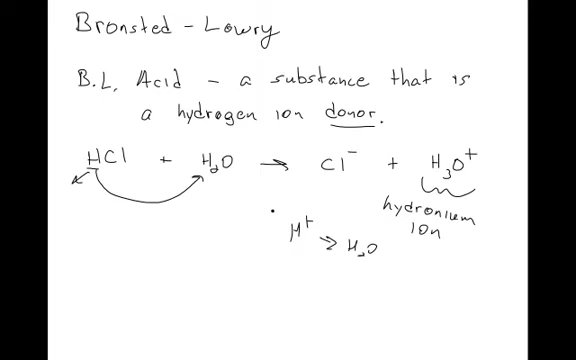 Bronsted - Lowry
B.L. Acid - a substance that is
a hydrogen ion donor.
HCl + H₂O → Cl⁻ + H₃O⁺
hydronium
ion
H⁺ → H₂O